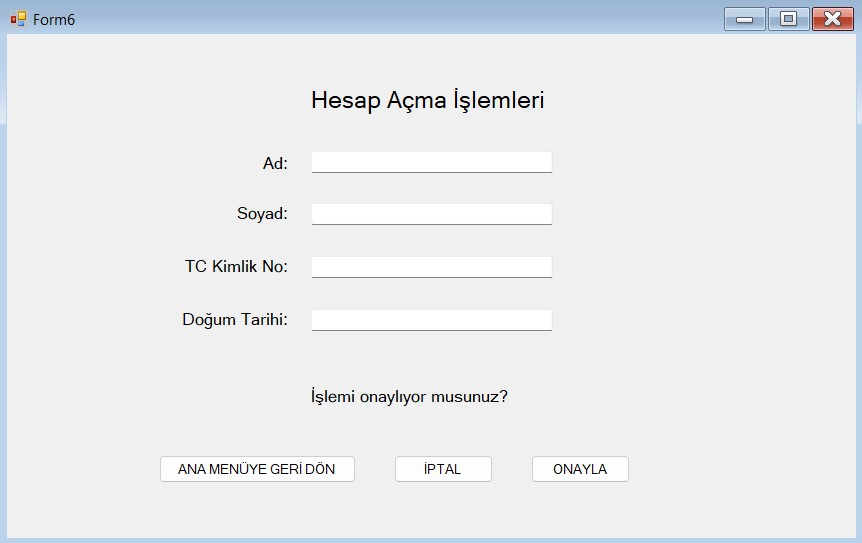 Form6
Hesap Açma İşlemleri
Ad:
Soyad:
TC Kimlik No:
Doğum Tarihi:
İşlemi onaylıyor musunuz?
ANA MENÜYE GERİ DÖN İPTAL ONAYLA